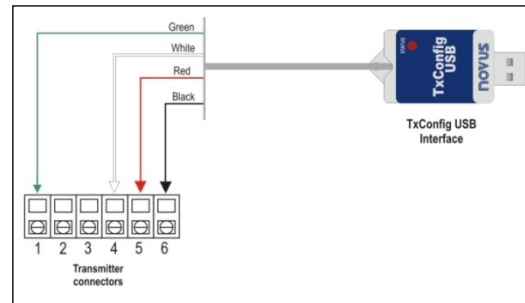 Green
White
Red
Black
STATUS
TxConfig
USB
NOVUS
TxConfig USB
Interface
1 2 3 4 5 6
Transmitter
connectors